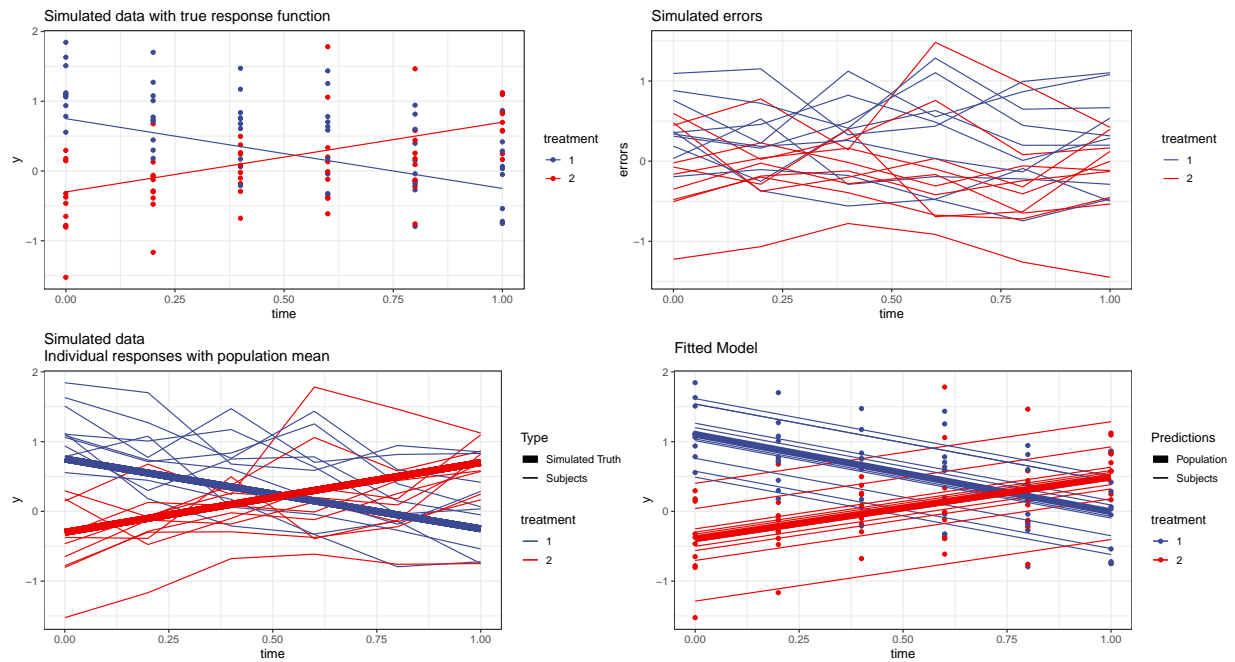 Simulated data with true response function
2
1
0
−1
y
0.00 0.25 0.50 0.75 1.00
time
treatment
1
2
Simulated errors
1
0
−1
errors
0.00 0.25 0.50 0.75 1.00
time
treatment
1
2
Simulated data
Individual responses with population mean
2
1
0
−1
y
0.00 0.25 0.50 0.75 1.00
time
Type
Simulated Truth
Subjects
treatment
1
2
Fitted Model
2
1
0
−1
y
0.00 0.25 0.50 0.75 1.00
time
Predictions
Population
Subjects
treatment
1
2